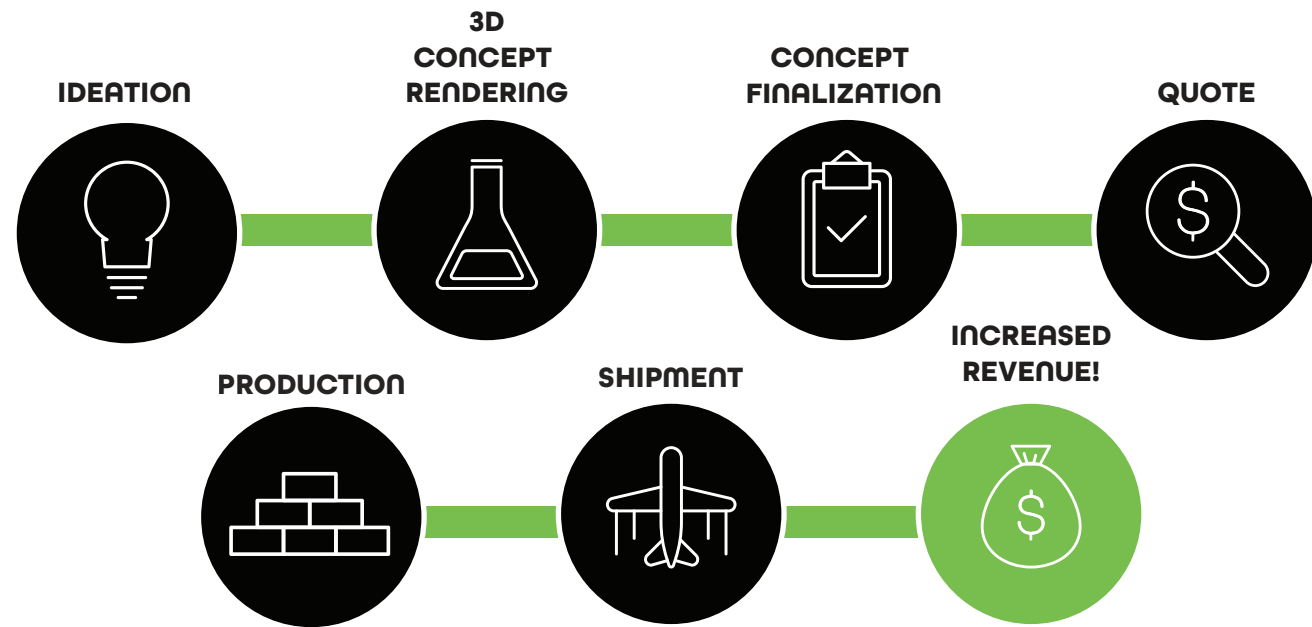 IDEATION
3D
CONCEPT
RENDERING
CONCEPT
FINALIZATION
QUOTE
$
PRODUCTION
SHIPMENT
INCREASED
REVENUE!
$